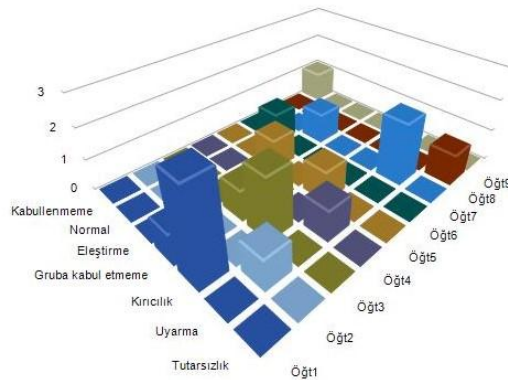 3
2
1
0
Kabullenmeme
Normal
Eleştirme
Gruba kabul etmeme
Kırıcılık
Uyarma
Tutarsızlık
Öğt1
Öğt2
Öğt3
Öğt4
Öğt5
Öğt6
Öğt7
Öğt8
Öğt9